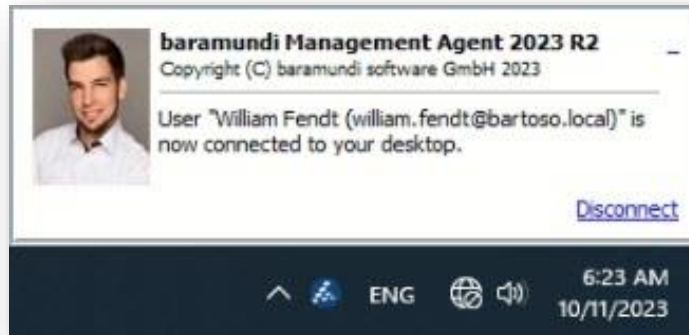 baramundi Management Agent 2023 R2
Copyright (C) baramundi software GmbH 2023
User "William Fendt (william.fendt@bartoso.local)" is
now connected to your desktop.
Disconnect
ENG
6:23 AM
10/11/2023